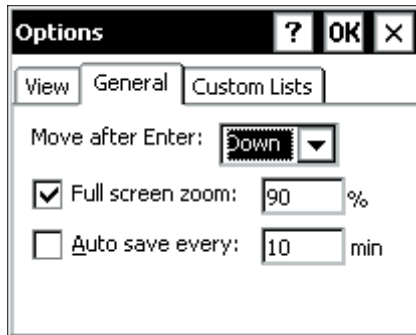 Options ? OK ×
View General Custom Lists
Move after Enter: Down
Full screen zoom: 90 %
Auto save every: 10 min